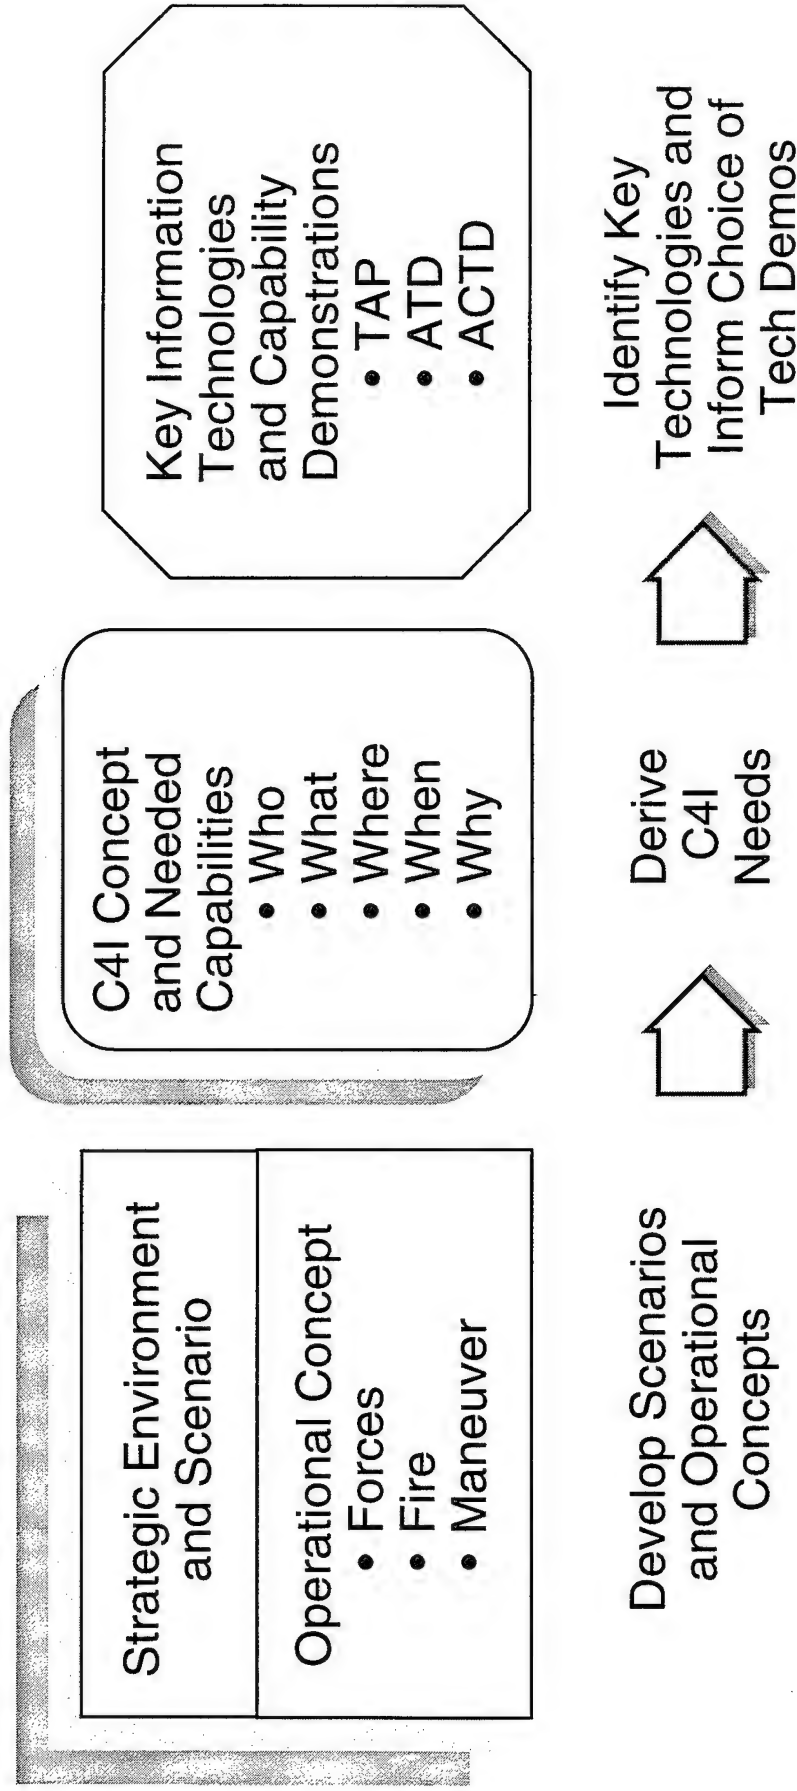 Strategic Environment
and Scenario
Operational Concept
• Forces
• Fire
• Maneuver
C4I Concept
and Needed
Capabilities
• Who
• What
• Where
• When
• Why
Key Information
Technologies
and Capability
Demonstrations
• TAP
• ATD
• ACTD
Develop Scenarios
and Operational
Concepts
Derive
C4I
Needs
Identify Key
Technologies and
Inform Choice of
Tech Demos